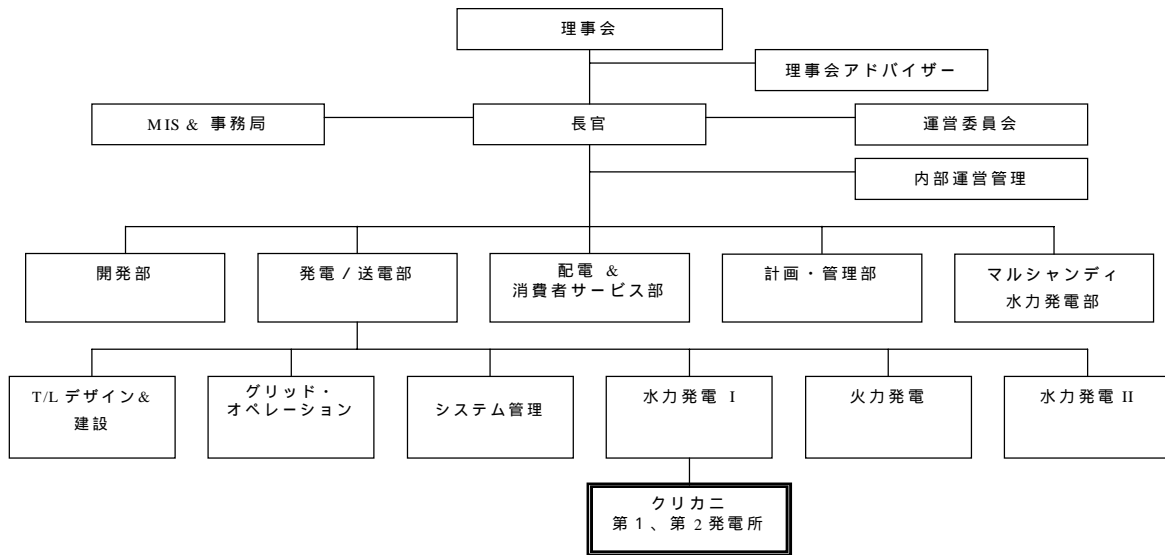 理事会
理事会アドバイザー
MIS & 事務局
長官
運営委員会
内部運営管理
開発部
発電 / 送電部
配電 &
消費者サービス部
計画・管理部
マルシャンディ
水力発電部
T/L デザイン&
建設
グリッド・
オペレーション
システム管理
水力発電 I
火力発電
水力発電 II
クリカニ
第1、第2発電所